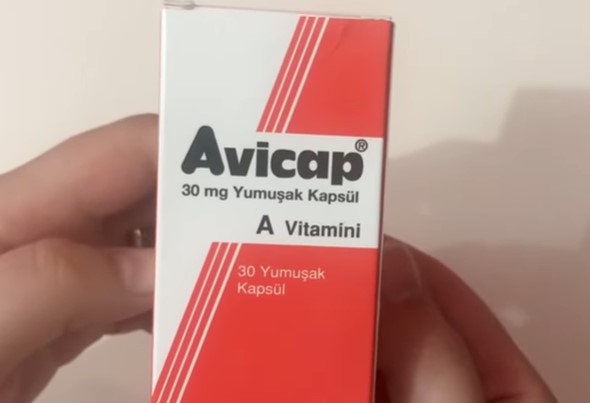 Avicap®
30 mg Yumuşak Kapsül
A Vitamini
30 Yumuşak
Kapsül